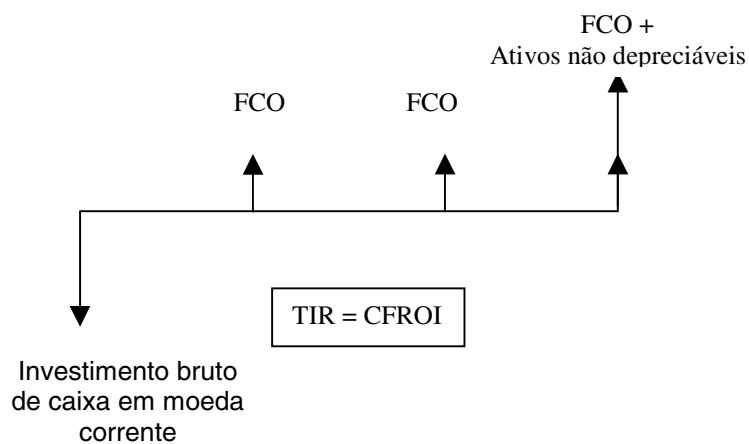 FCO +
Ativos não depreciáveis
FCO
FCO
TIR = CFROI
Investimento bruto
de caixa em moeda
corrente